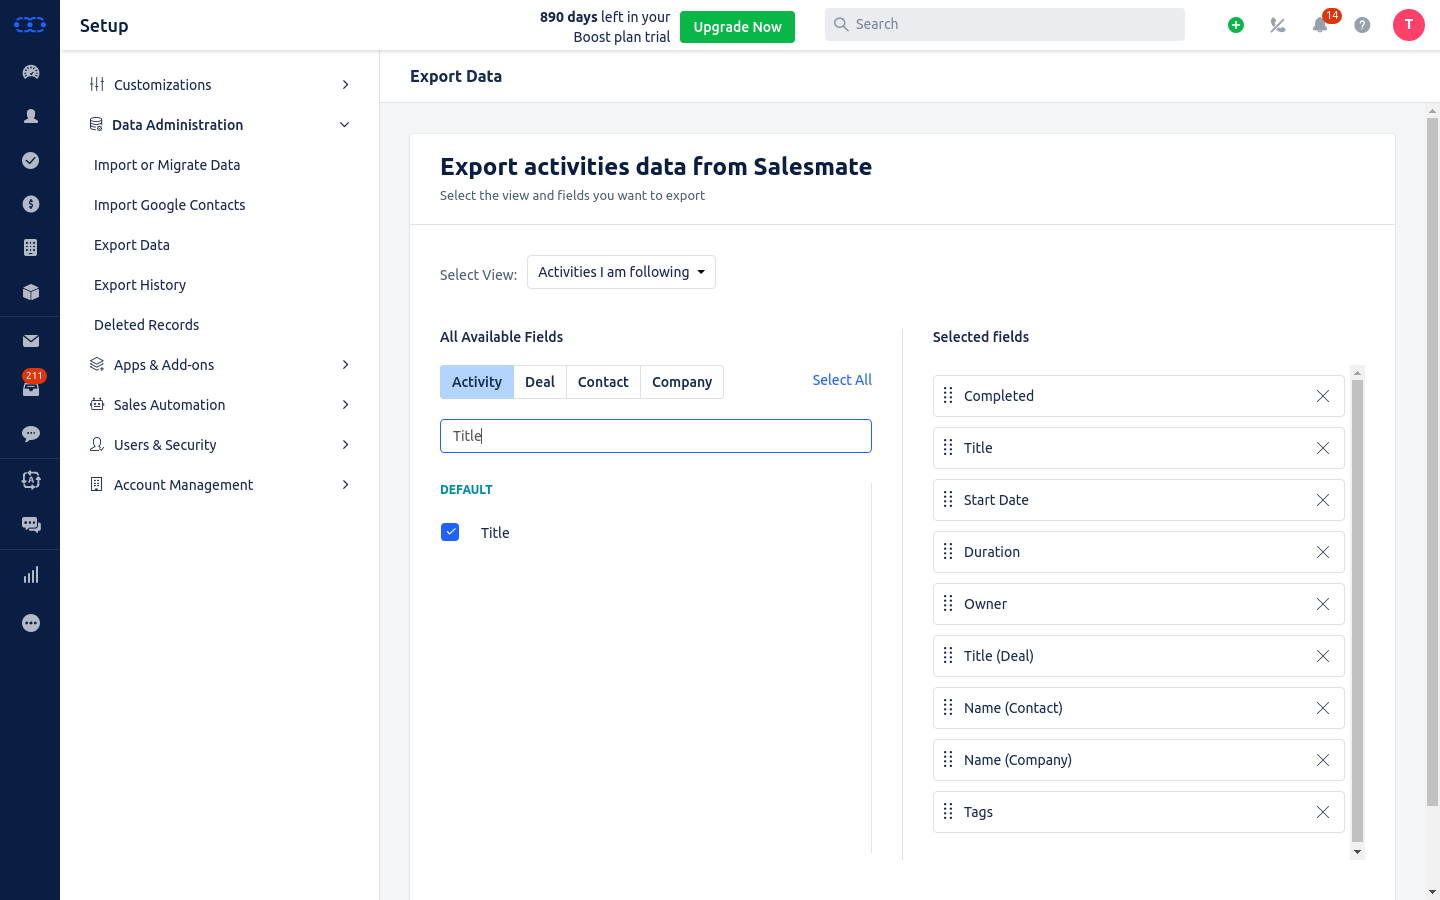 Setup
890 days left in your
Boost plan trial
Upgrade Now
Search
14
T
211
Customizations
Data Administration
Import or Migrate Data
Import Google Contacts
Export Data
Export History
Deleted Records
Apps & Add-ons
Sales Automation
Users & Security
Account Management
Export Data
Export activities data from Salesmate
Select the view and fields you want to export
Select View:
Activities I am following
All Available Fields
Activity
Deal
Contact
Company
Select All
Title
DEFAULT
Title
Selected fields
Completed
Title
Start Date
Duration
Owner
Title (Deal)
Name (Contact)
Name (Company)
Tags